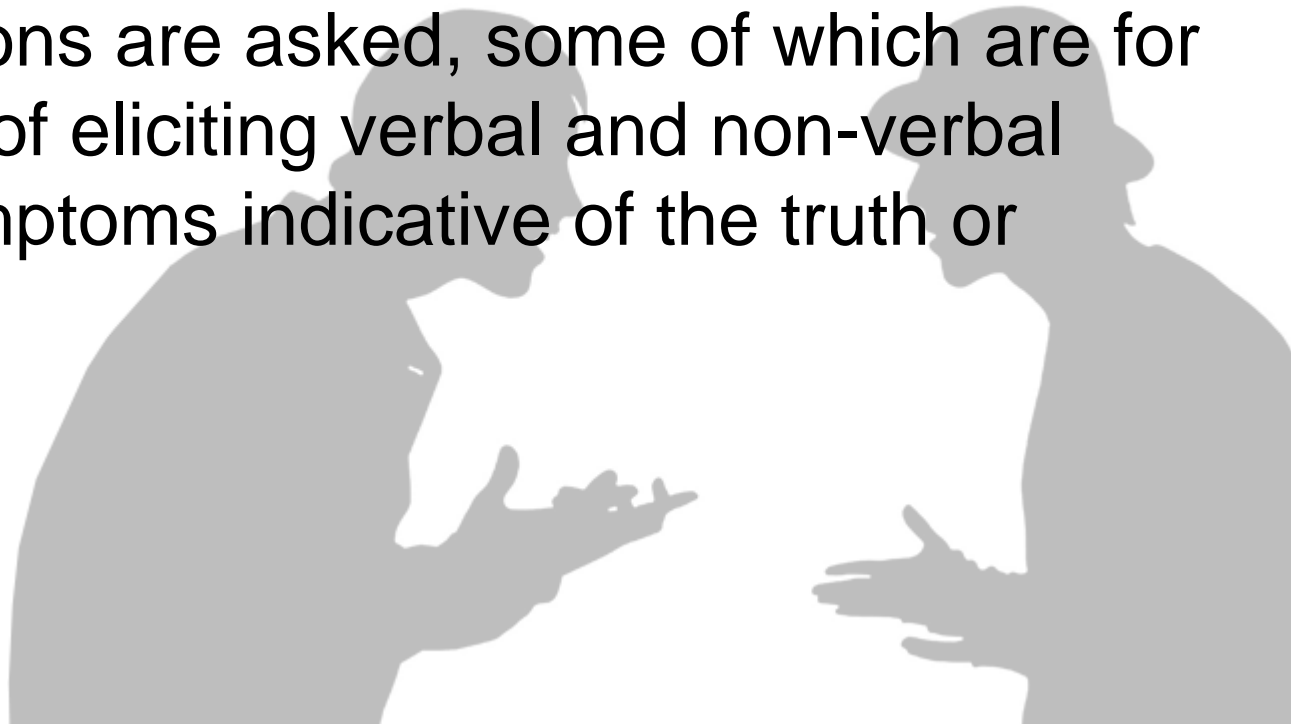 ons are asked, some of which are for
of eliciting verbal and non-verbal
nptoms indicative of the truth or